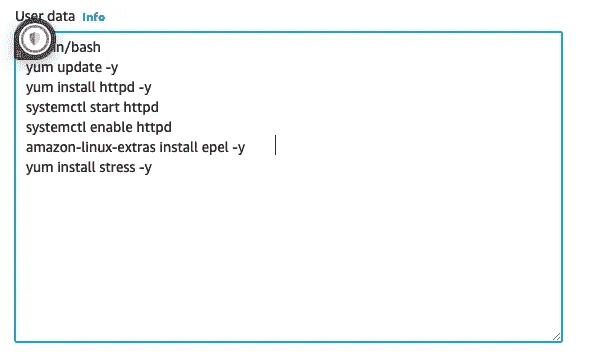 User data Info
in/bash
yum update -y
yum install httpd -y
systemctl start httpd
systemctl enable httpd
amazon-linux-extras install epel -y
yum install stress -y